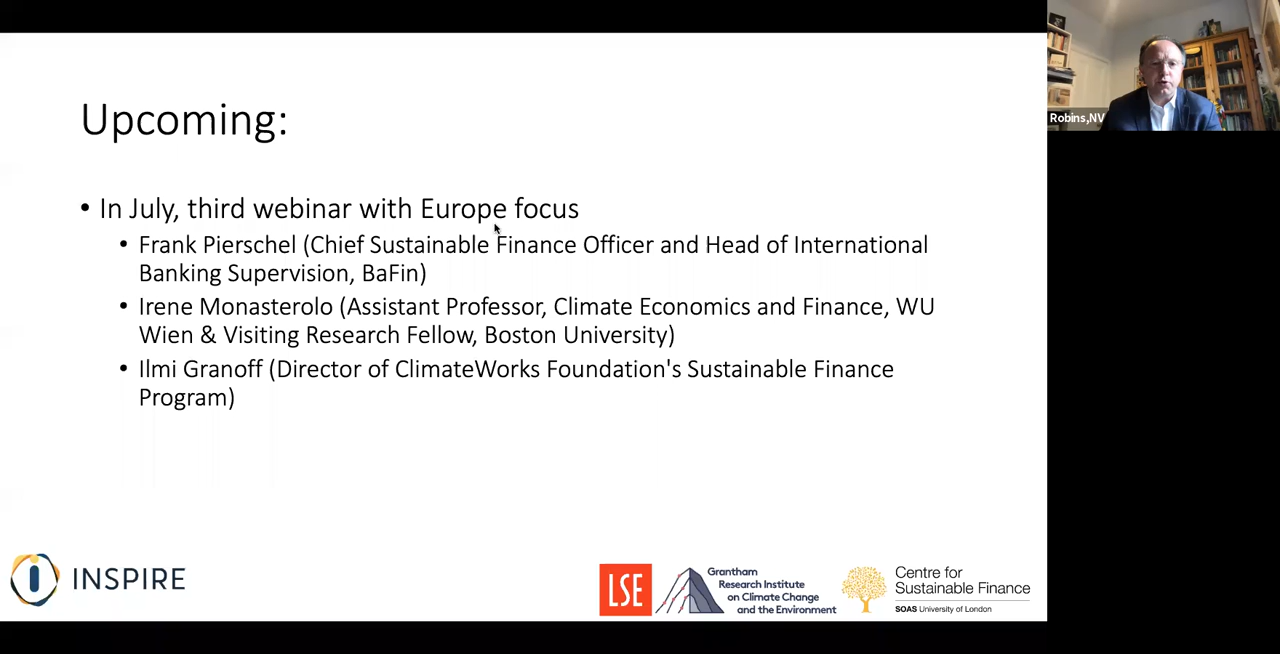 Upcoming:
• In July, third webinar with Europe focus
• Frank Pierschel (Chief Sustainable Finance Officer and Head of International
Banking Supervision, BaFin)
• Irene Monasterolo (Assistant Professor, Climate Economics and Finance, WU
Wien & Visiting Research Fellow, Boston University)
• Ilmi Granoff (Director of ClimateWorks Foundation's Sustainable Finance
Program)
Robins,NV
INSPIRE
LSE
Grantham
Research Institute
on Climate Change
and the Environment
Centre for
Sustainable Finance
SOAS University of London